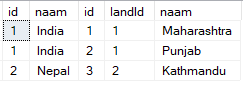 id naam id landId naam
1 India 1 1 Maharashtra
1 India 2 1 Punjab
2 Nepal 3 2 Kathmandu